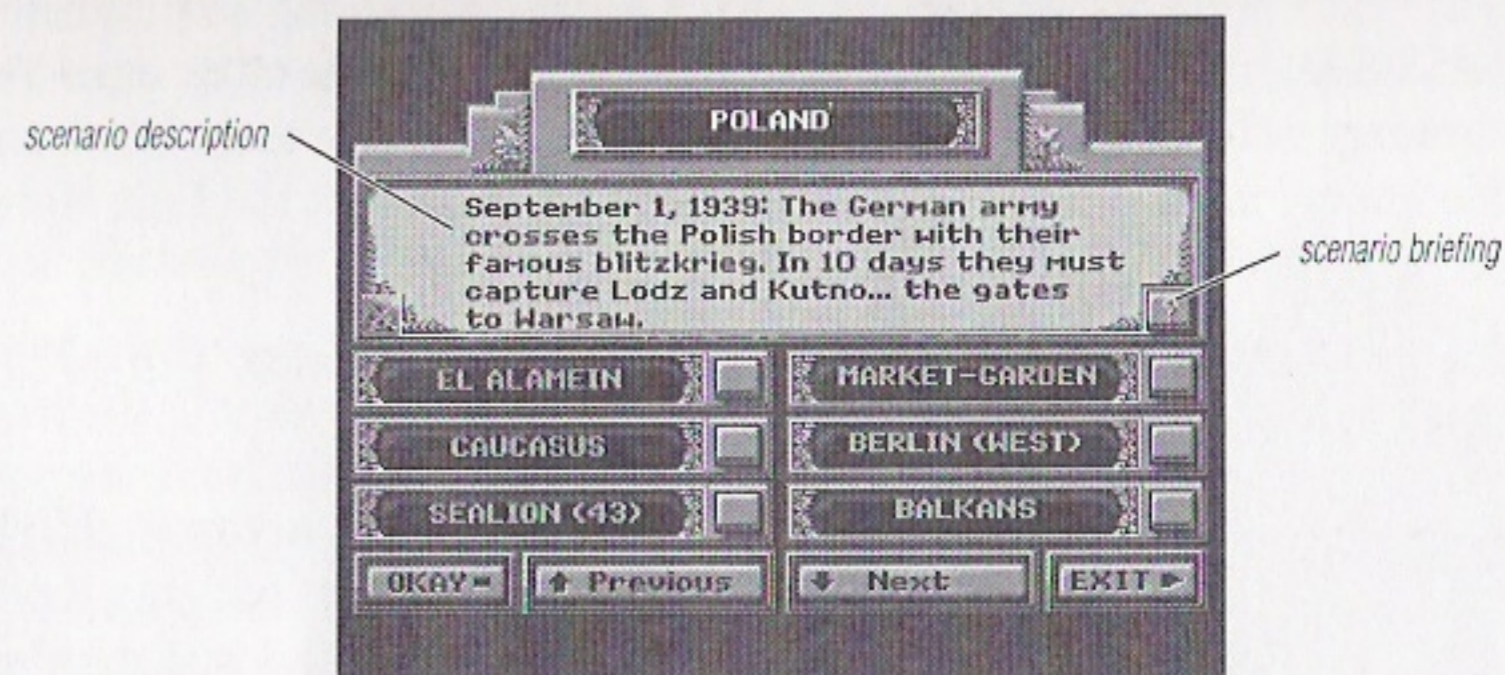 scenario description
POLAND
September 1, 1939: The German army
crosses the Polish border with their
famous blitzkrieg. In 10 days they must
capture Lodz and Kutno... the gates
to Warsaw.
?
scenario briefing
EL ALAMEIN
MARKET-GARDEN
CAUCASUS
BERLIN (WEST)
SEALION (43)
BALKANS
OKAY
Previous
Next
EXIT